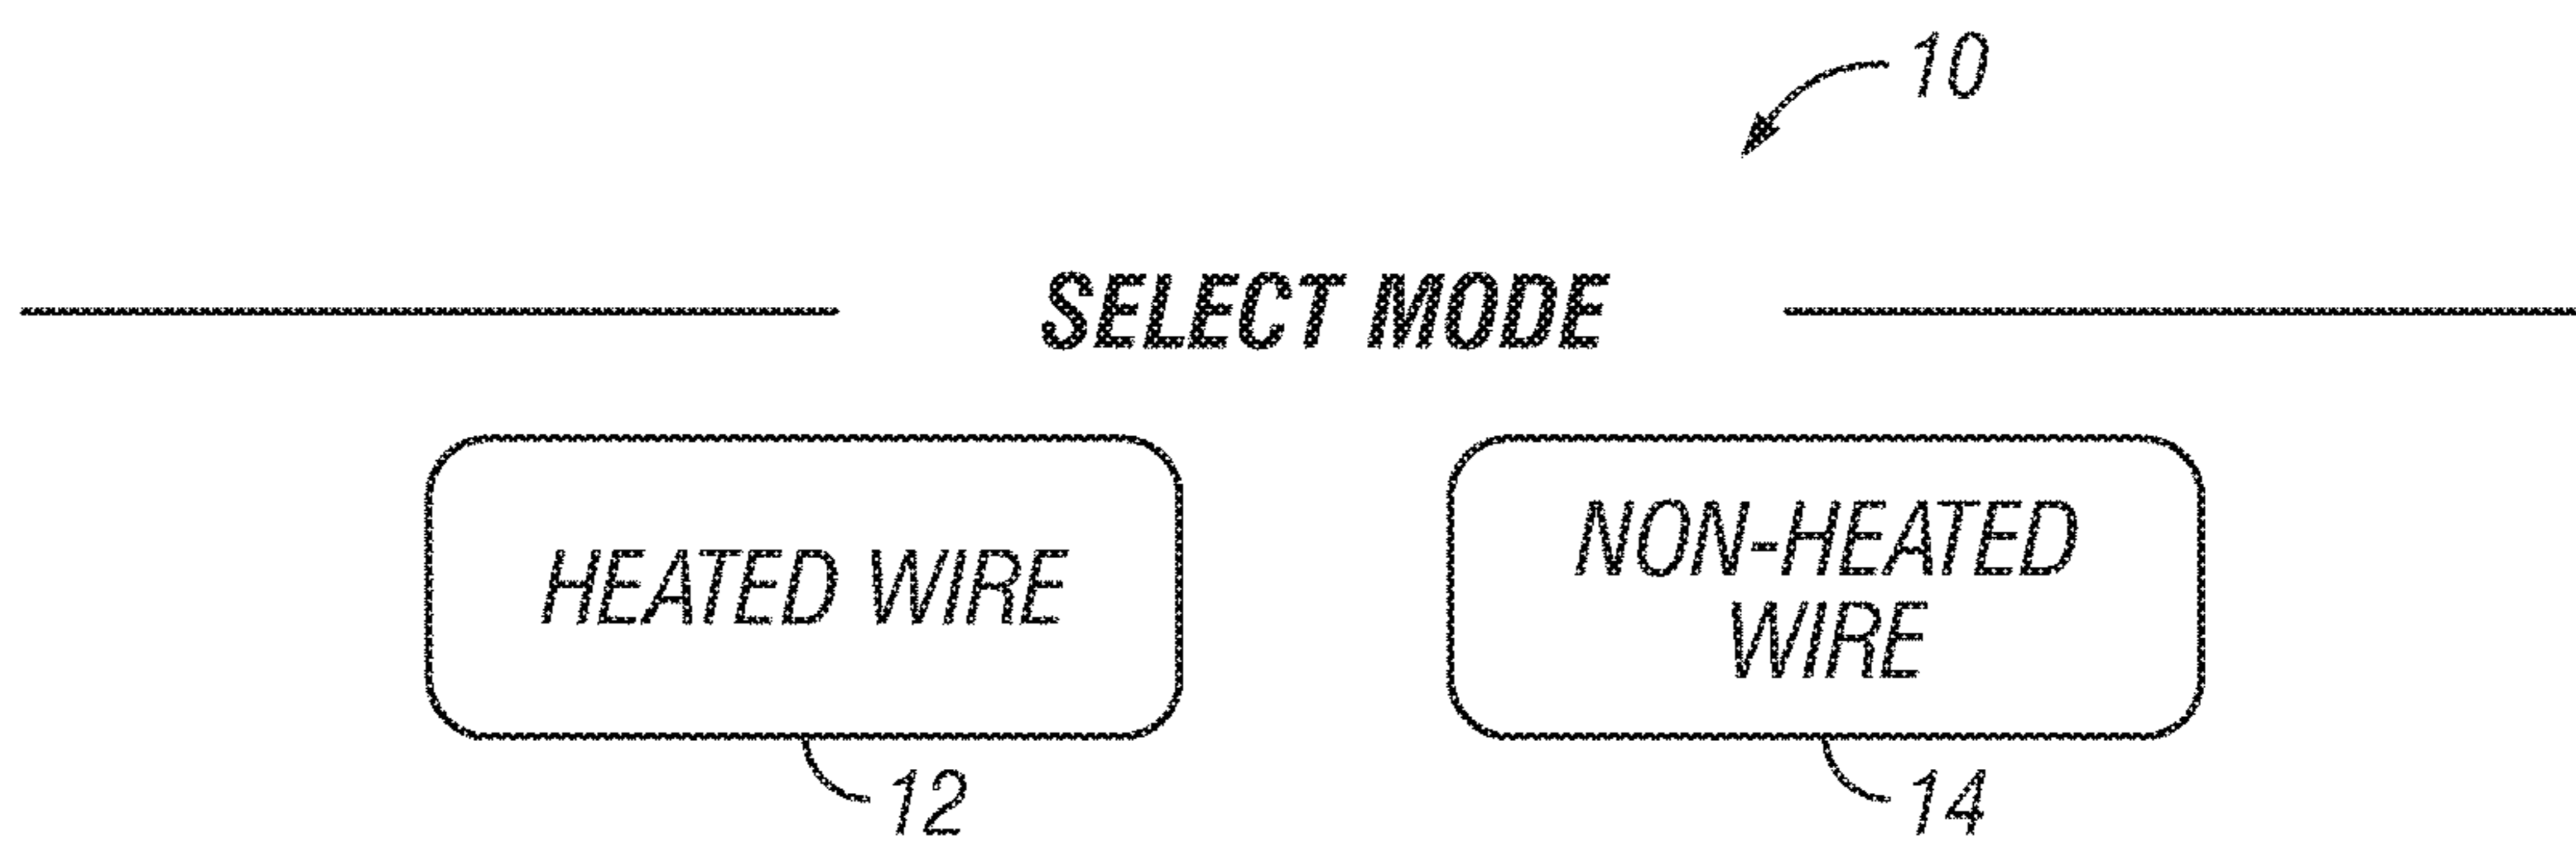 10
SELECT MODE
HEATED WIRE
NON-HEATED
WIRE
12
14